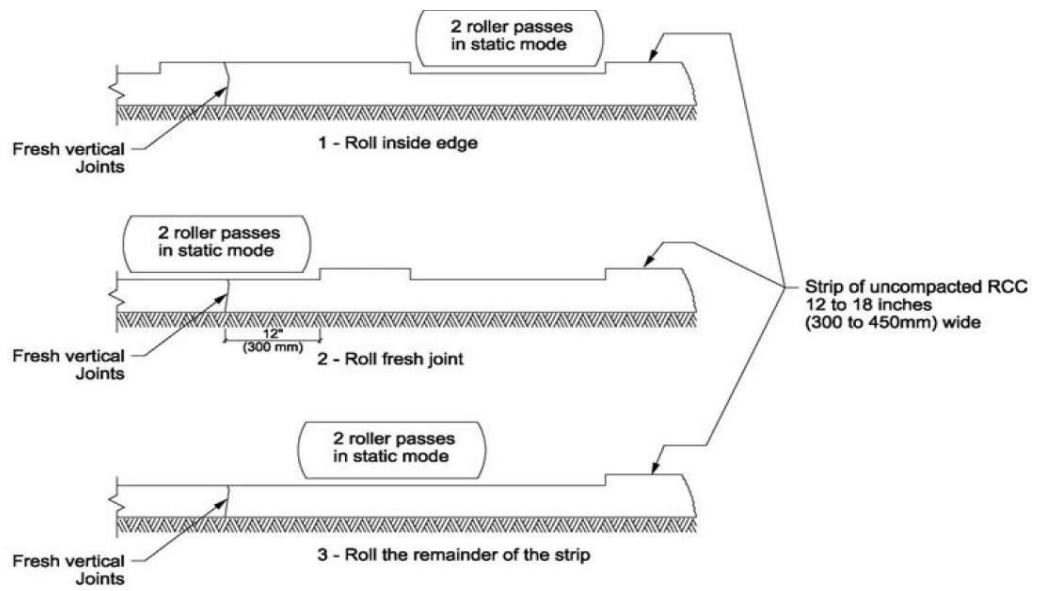 2 roller passes
in static mode
Fresh vertical
Joints
1 - Roll inside edge
2 roller passes
in static mode
Fresh vertical
Joints
12"
(300 mm)
2 - Roll fresh joint
Strip of uncompacted RCC
12 to 18 inches
(300 to 450mm) wide
2 roller passes
in static mode
Fresh vertical
Joints
3 - Roll the remainder of the strip